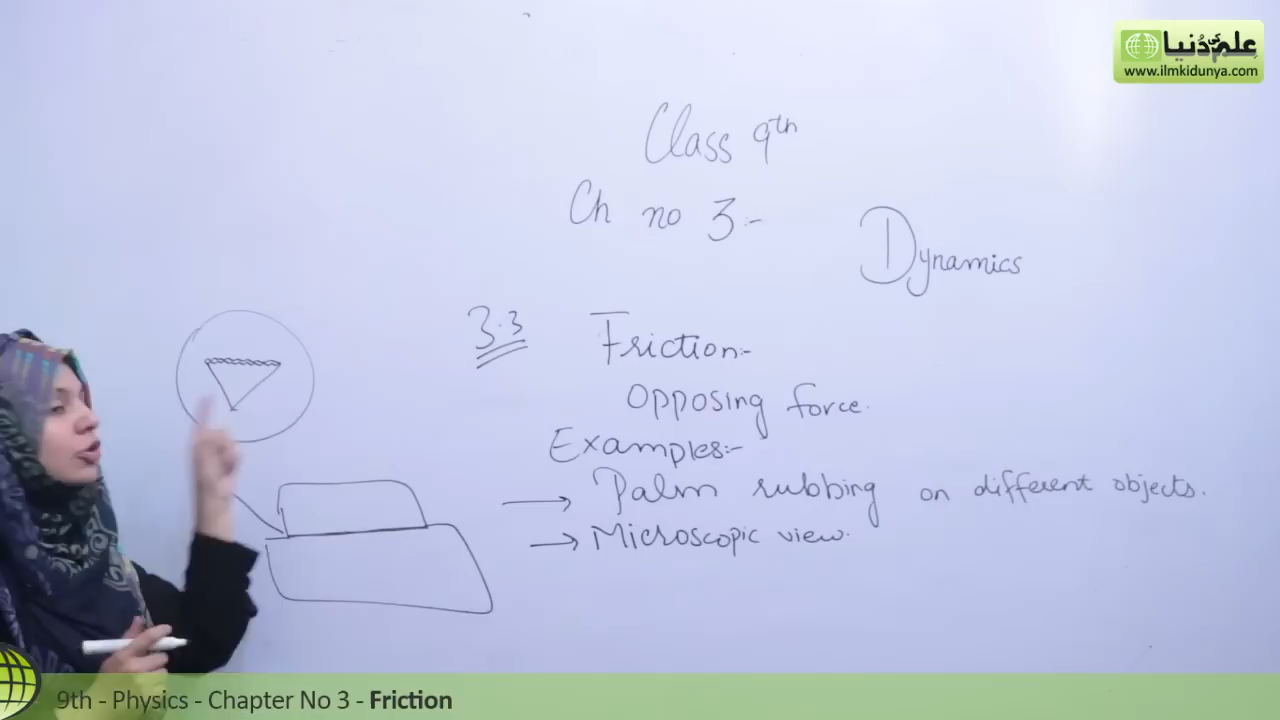 علم کی دُنیا
www.ilmkidunya.com
Class 9th
Ch no 3:-
Dynamics
3.3 Friction:-
Opposing force.
Examples:-
→ Palm rubbing on different objects.
→ Microscopic view.
9th - Physics - Chapter No 3 - Friction